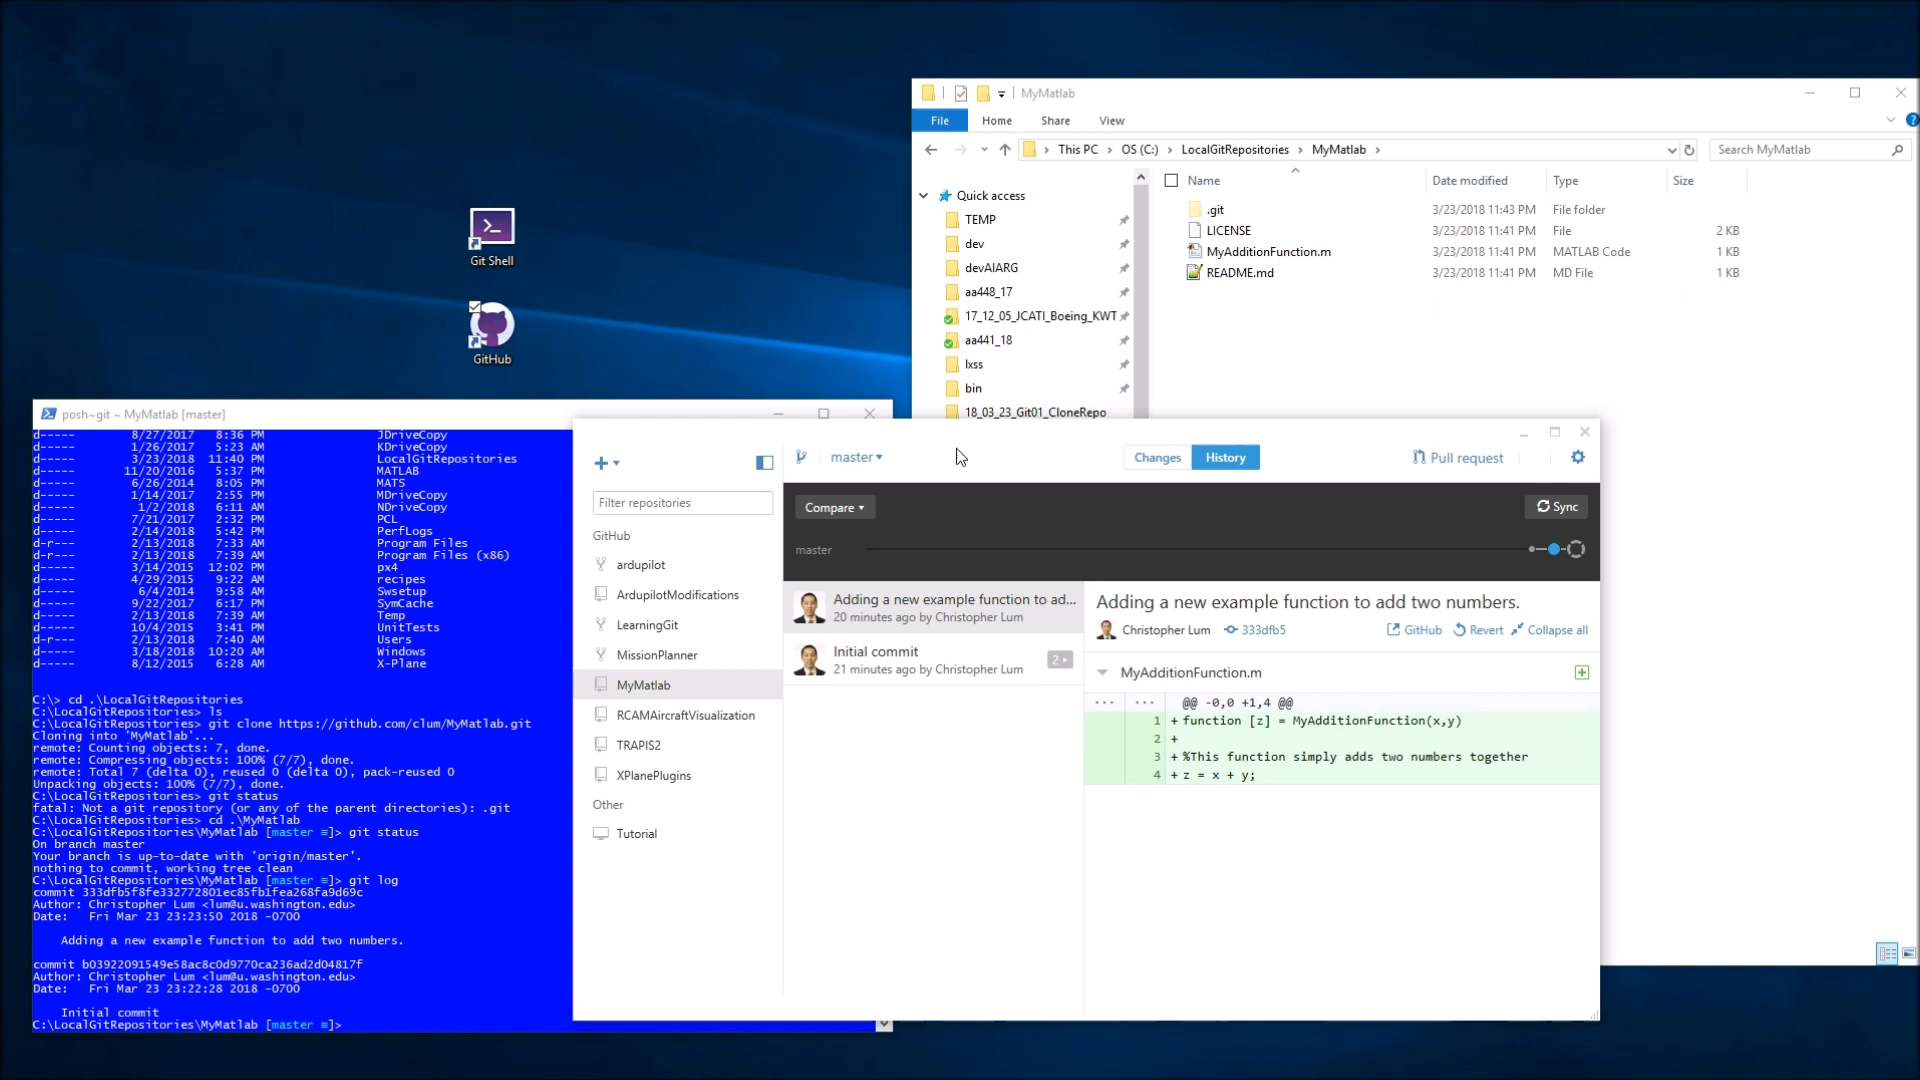 Git Shell
GitHub
MyMatlab
File Home Share View
This PC OS (C:) LocalGitRepositories MyMatlab
Search MyMatlab
Name Date modified Type Size
Quick access
TEMP
dev
devAIARG
aa448_17
17_12_05_JCATI_Boeing_KWT
aa441_18
lxss
bin
18_03_23_Git01_CloneRepo
.git 3/23/2018 11:43 PM File folder
LICENSE 3/23/2018 11:41 PM File 2 KB
MyAdditionFunction.m 3/23/2018 11:41 PM MATLAB Code 1 KB
README.md 3/23/2018 11:41 PM MD File 1 KB
posh~git ~ MyMatlab [master]
d----- 8/27/2017 8:36 PM JDriveCopy
d----- 1/26/2017 5:23 AM KDriveCopy
d----- 3/23/2018 11:40 PM LocalGitRepositories
d----- 11/20/2016 5:37 PM MATLAB
d----- 6/26/2014 8:05 PM MATS
d----- 1/14/2017 2:55 PM MDriveCopy
d----- 1/2/2018 6:11 AM NDriveCopy
d----- 7/21/2017 2:32 PM PCL
d----- 2/14/2018 5:42 PM PerfLogs
d-r--- 2/13/2018 7:33 AM Program Files
d-r--- 2/13/2018 7:39 AM Program Files (x86)
d----- 3/14/2015 12:02 PM px4
d----- 4/29/2015 9:22 AM recipes
d----- 6/4/2014 9:58 AM Swsetup
d----- 9/22/2017 6:17 PM SymCache
d----- 2/13/2018 7:39 AM Temp
d----- 10/4/2015 3:41 PM UnitTests
d-r--- 2/13/2018 7:40 AM Users
d----- 3/18/2018 10:20 AM Windows
d----- 8/12/2015 6:28 AM X-Plane
C:\> cd .\LocalGitRepositories
C:\LocalGitRepositories> ls
C:\LocalGitRepositories> git clone https://github.com/clum/MyMatlab.git
Cloning into 'MyMatlab'...
remote: Counting objects: 7, done.
remote: Compressing objects: 100% (7/7), done.
remote: Total 7 (delta 0), reused 0 (delta 0), pack-reused 0
Unpacking objects: 100% (7/7), done.
C:\LocalGitRepositories> git status
fatal: Not a git repository (or any of the parent directories): .git
C:\LocalGitRepositories> cd .\MyMatlab
C:\LocalGitRepositories\MyMatlab [master ≡]> git status
On branch master
Your branch is up-to-date with 'origin/master'.
nothing to commit, working tree clean
C:\LocalGitRepositories\MyMatlab [master ≡]> git log
commit 333dfb5f8fe332772801ec85fb1fea268fa9d69c
Author: Christopher Lum <lum@u.washington.edu>
Date: Fri Mar 23 23:23:50 2018 -0700
Adding a new example function to add two numbers.
commit b03922091549e58ac8c0d9770ca236ad2d04817f
Author: Christopher Lum <lum@u.washington.edu>
Date: Fri Mar 23 23:22:28 2018 -0700
Initial commit
C:\LocalGitRepositories\MyMatlab [master ≡]>
Filter repositories
GitHub
ardupilot
ArdupilotModifications
LearningGit
MissionPlanner
MyMatlab
RCAMAircraftVisualization
TRAPIS2
XPlanePlugins
Other
Tutorial
master
Changes History
Pull request
Compare
Sync
master
Adding a new example function to ad...
20 minutes ago by Christopher Lum
Initial commit
21 minutes ago by Christopher Lum
2
Adding a new example function to add two numbers.
Christopher Lum 333dfb5 GitHub Revert Collapse all
MyAdditionFunction.m
... ... @@ -0,0 +1,4 @@
1 + function [z] = MyAdditionFunction(x,y)
2 +
3 + %This function simply adds two numbers together
4 + z = x + y;